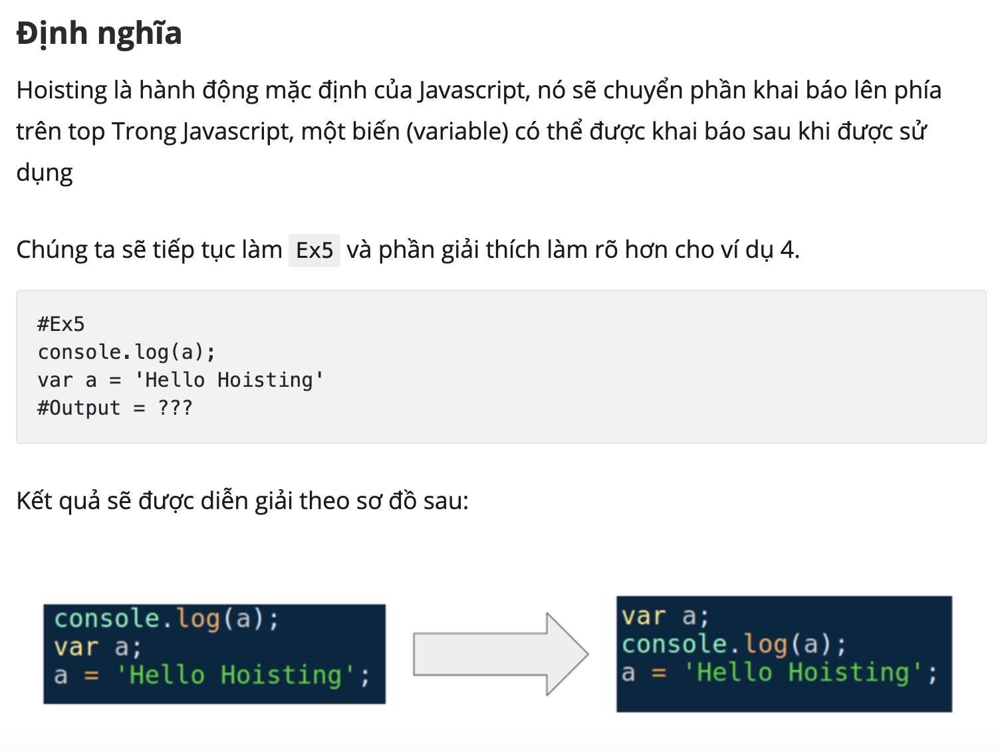 Định nghĩa
Hoisting là hành động mặc định của Javascript, nó sẽ chuyển phần khai báo lên phía
trên top Trong Javascript, một biến (variable) có thể được khai báo sau khi được sử
dụng
Chúng ta sẽ tiếp tục làm Ex5 và phần giải thích làm rõ hơn cho ví dụ 4.
#Ex5
console.log(a);
var a = 'Hello Hoisting'
#Output = ???
Kết quả sẽ được diễn giải theo sơ đồ sau:
console.log(a);
var a;
a = 'Hello Hoisting';
var a;
console.log(a);
a = 'Hello Hoisting';